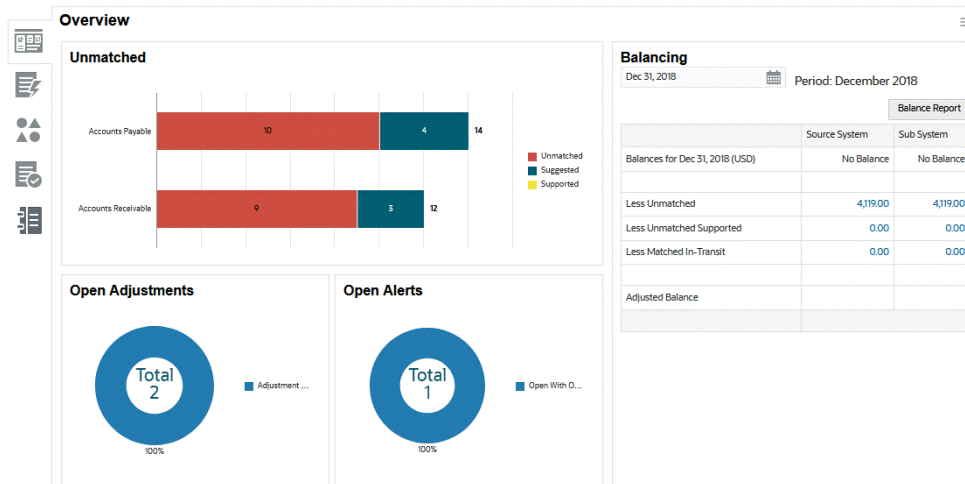 Overview
Unmatched
Accounts Payable
10
4
14
Accounts Receivable
9
3
12
Unmatched
Suggested
Supported
Open Adjustments
Total
2
Adjustment ...
100%
Open Alerts
Total
1
Open With O...
100%
Balancing
Dec 31, 2018
Period: December 2018
Balance Report
Source System Sub System
Balances for Dec 31, 2018 (USD) No Balance No Balance
Less Unmatched 4,119.00 4,119.00
Less Unmatched Supported 0.00 0.00
Less Matched In-Transit 0.00 0.00
Adjusted Balance